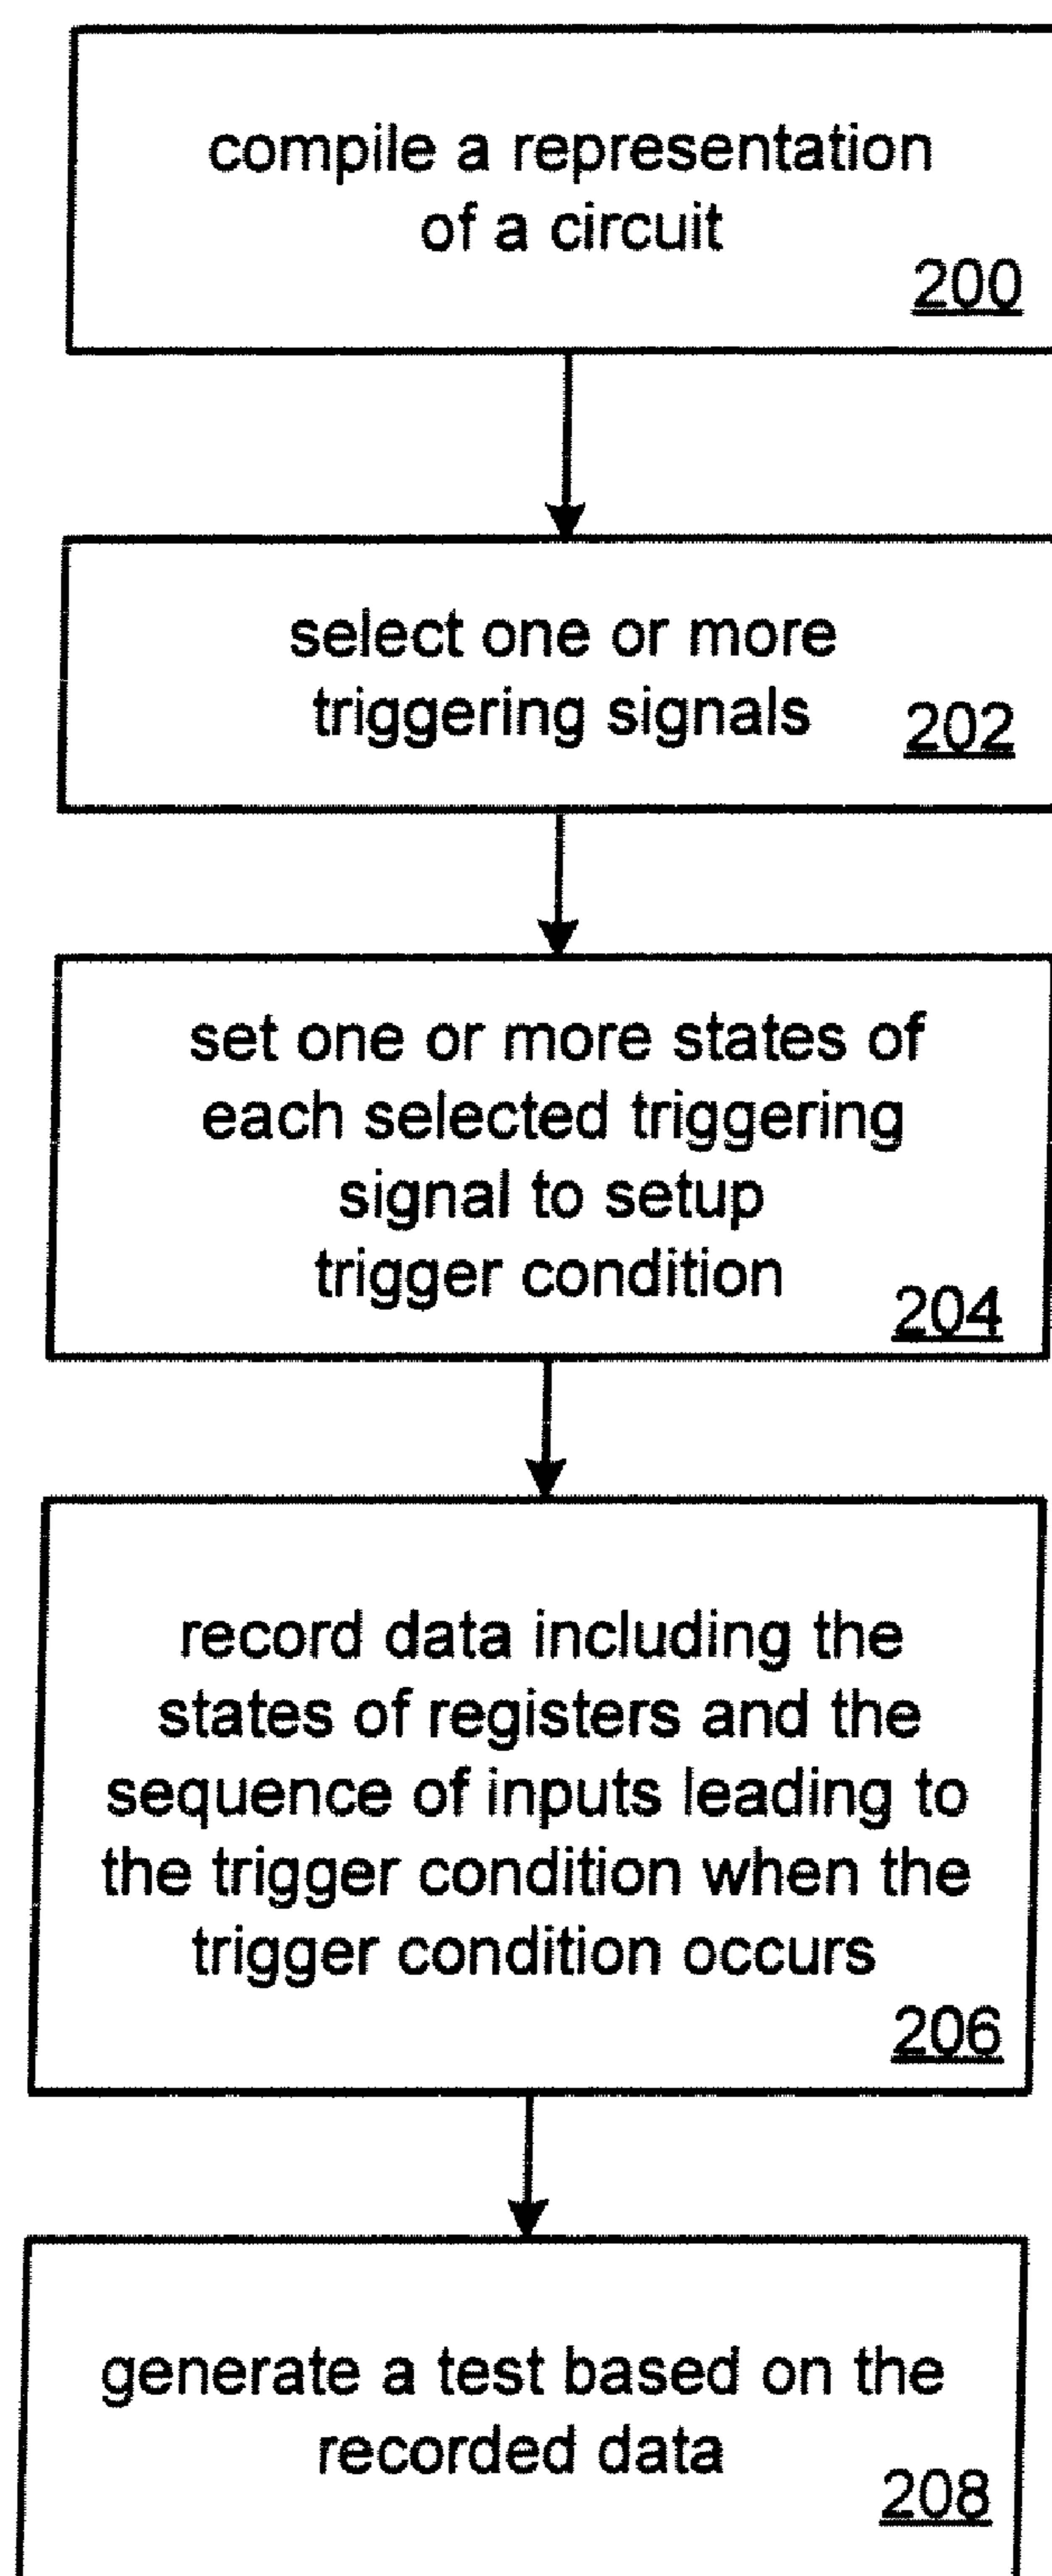 compile a representation
of a circuit
200
select one or more
triggering signals
202
set one or more states of
each selected triggering
signal to setup
trigger condition
204
record data including the
states of registers and the
sequence of inputs leading to
the trigger condition when the
trigger condition occurs
206
generate a test based on the
recorded data
208